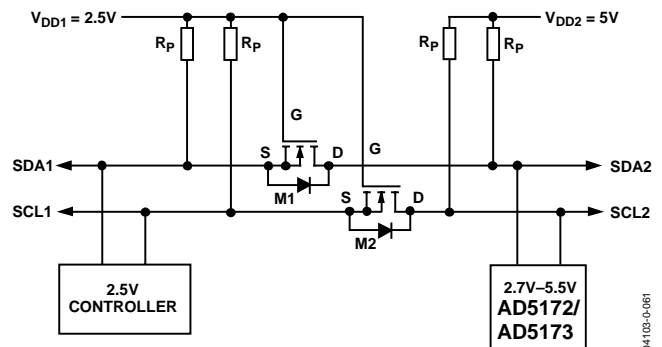 VDD1 = 2.5V
VDD2 = 5V
RP
RP
RP
RP
G
SDA1
S
D
G
SDA2
M1
S
D
SCL1
SCL2
M2
2.5V
CONTROLLER
2.7V–5.5V
AD5172/
AD5173
04103-0-061